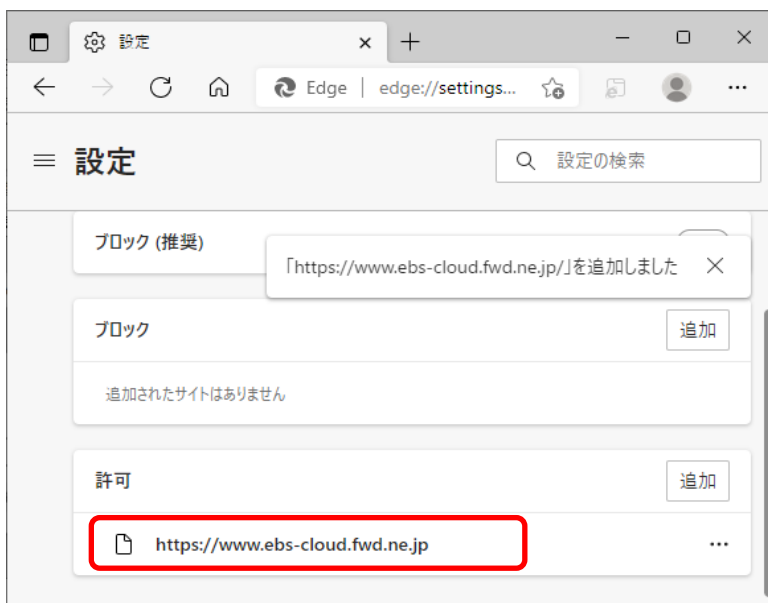 設定
Edge | edge://settings...
設定
設定の検索
ブロック (推奨)
「https://www.ebs-cloud.fwd.ne.jp/」を追加しました
ブロック
追加
追加されたサイトはありません
許可
追加
https://www.ebs-cloud.fwd.ne.jp